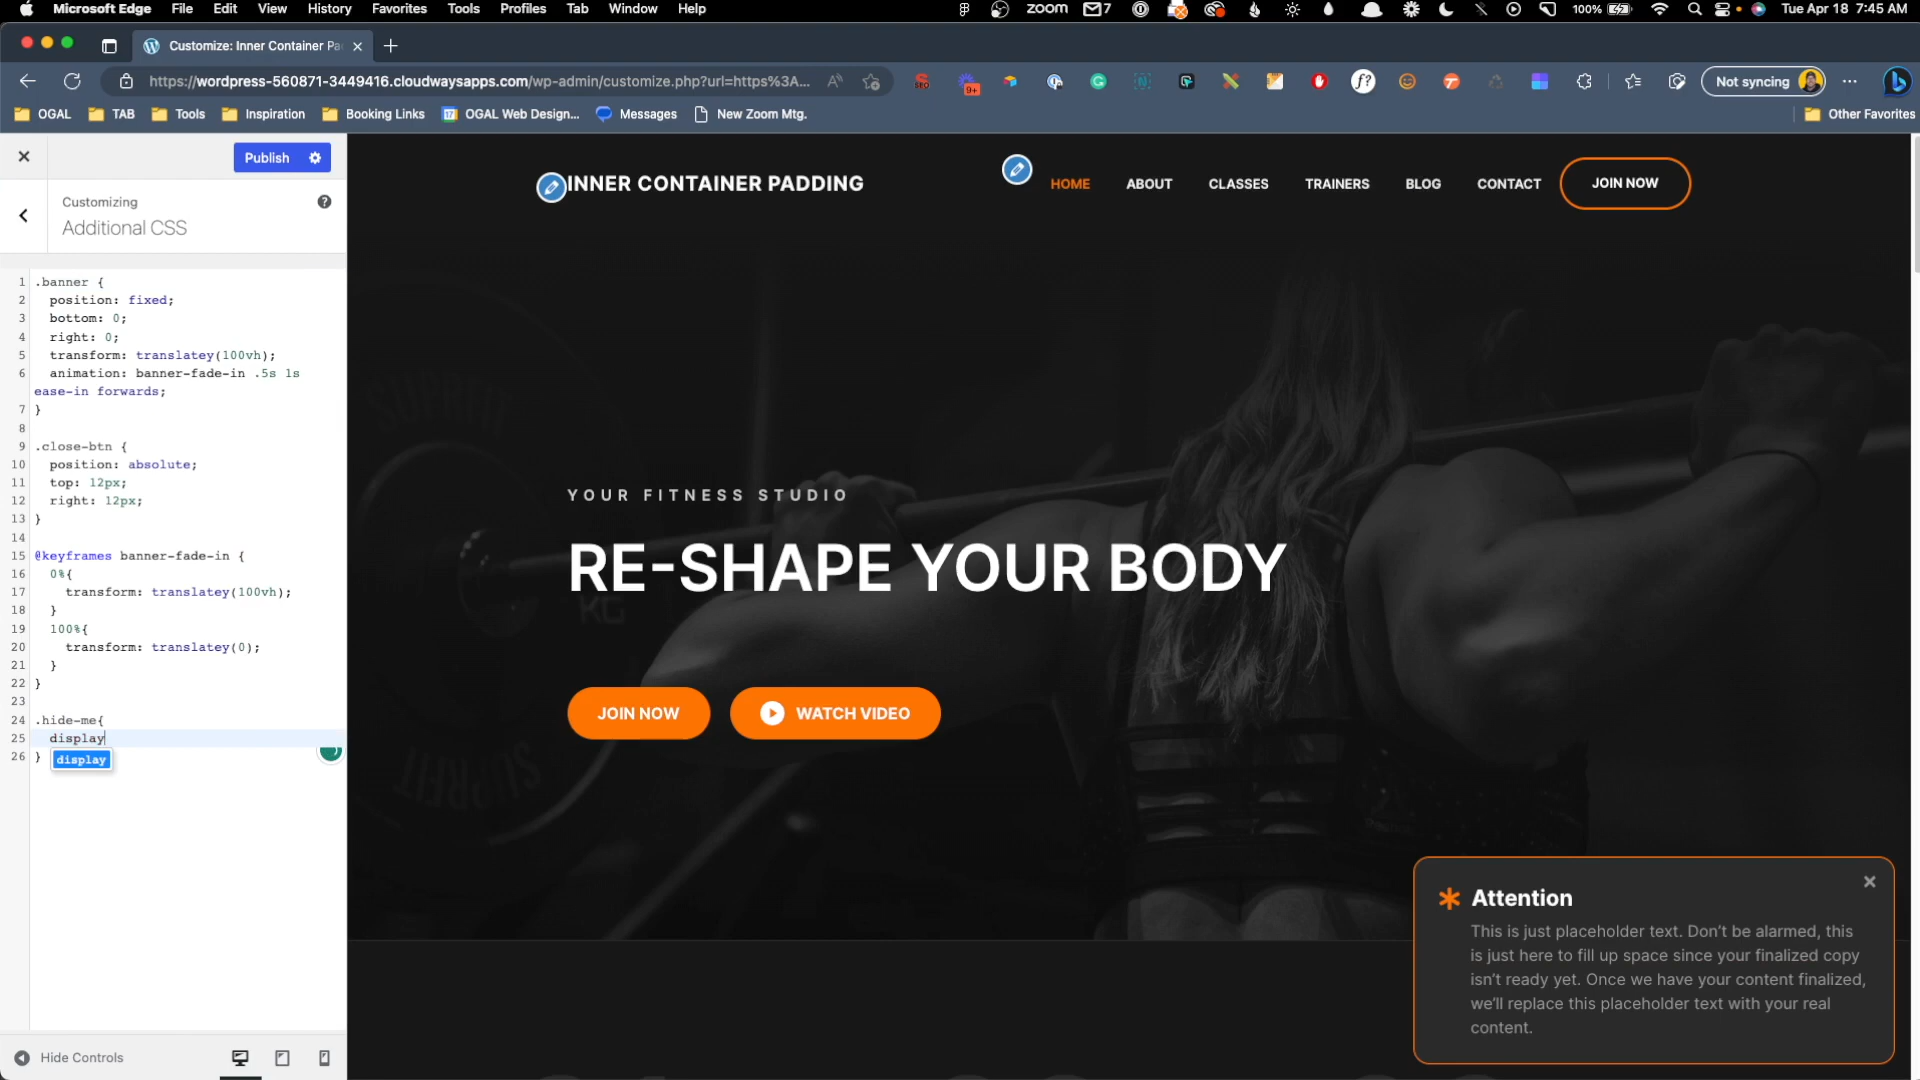 Microsoft Edge File Edit View History Favorites Tools Profiles Tab Window Help zoom 7 100% Tue Apr 18 7:45 AM
Customize: Inner Container Pa
https://wordpress-560871-3449416.cloudwaysapps.com/wp-admin/customize.php?url=https%3A... 9+ f? Not syncing
OGAL TAB Tools Inspiration Booking Links 17 OGAL Web Design... Messages New Zoom Mtg. Other Favorites
Publish
Customizing
Additional CSS
1 .banner {
2 position: fixed;
3 bottom: 0;
4 right: 0;
5 transform: translatey(100vh);
6 animation: banner-fade-in .5s 1s
ease-in forwards;
7 }
8
9 .close-btn {
10 position: absolute;
11 top: 12px;
12 right: 12px;
13 }
14
15 @keyframes banner-fade-in {
16 0%{
17 transform: translatey(100vh);
18 }
19 100%{
20 transform: translatey(0);
21 }
22 }
23
24 .hide-me{
25 display
26 }
display
Hide Controls
INNER CONTAINER PADDING
HOME ABOUT CLASSES TRAINERS BLOG CONTACT JOIN NOW
YOUR FITNESS STUDIO
RE-SHAPE YOUR BODY
KG
JOIN NOW WATCH VIDEO
Attention
This is just placeholder text. Don’t be alarmed, this
is just here to fill up space since your finalized copy
isn’t ready yet. Once we have your content finalized,
we’ll replace this placeholder text with your real
content.